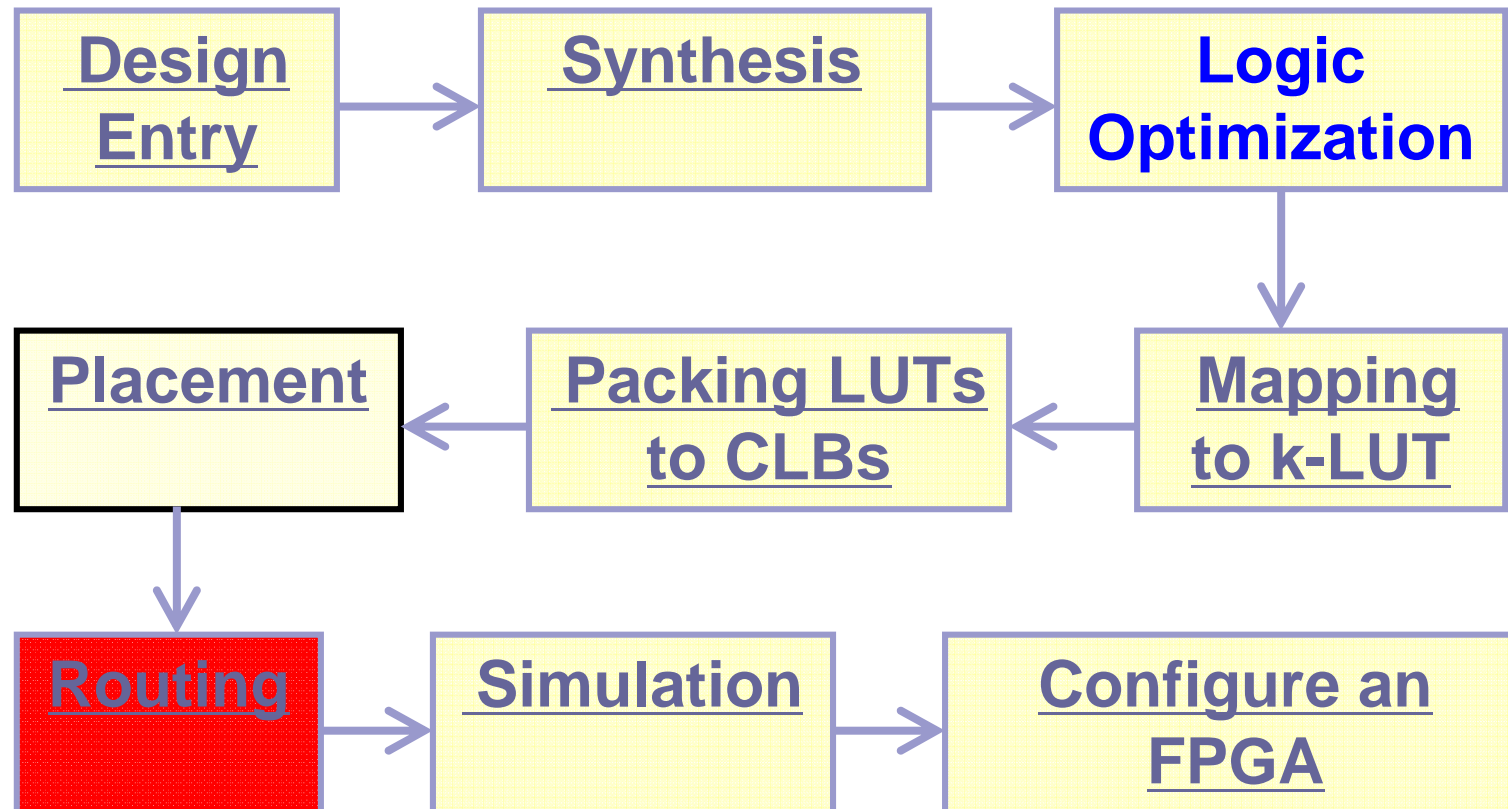 Design
Entry
Synthesis
Logic
Optimization
Placement
Packing LUTs
to CLBs
Mapping
to k-LUT
Routing
Simulation
Configure an
FPGA